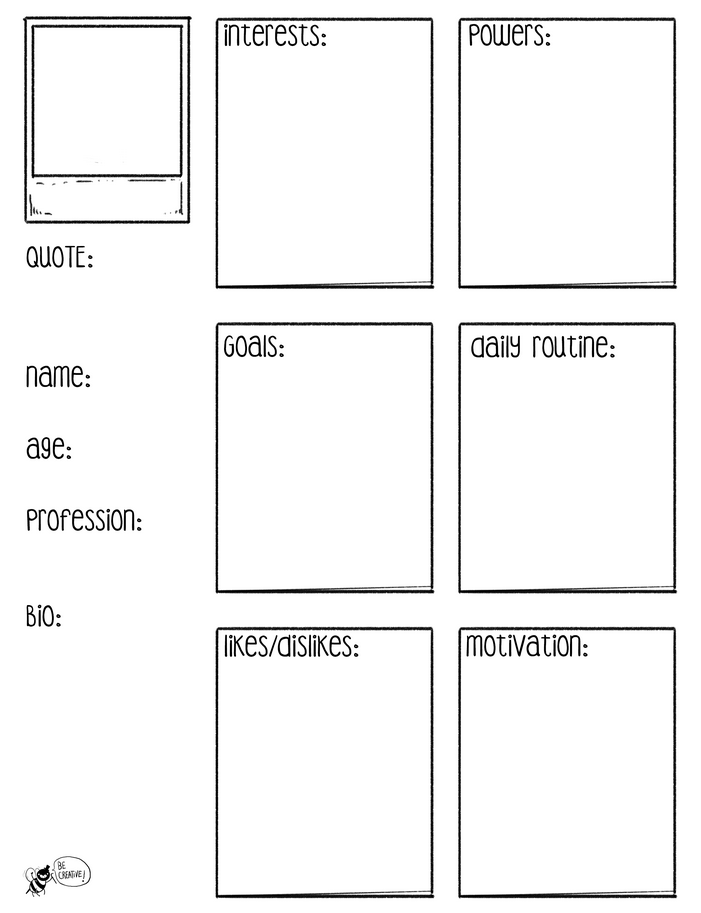 QUOTE:
name:
age:
Profession:
BiO:
BE
CREATIVE!
interests:
Powers:
Goals:
daily routine:
likes/dislikes:
motivation: